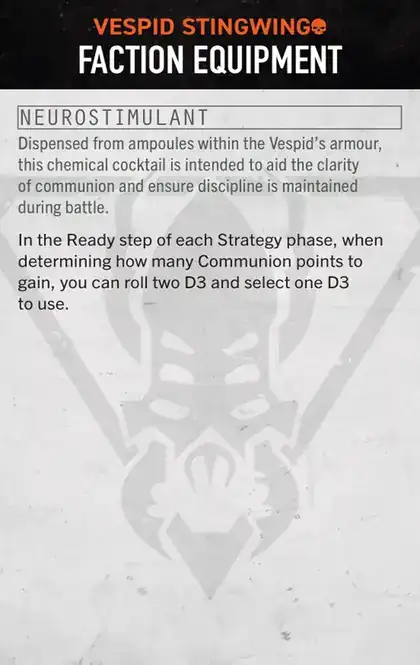 VESPID STINGWING
FACTION EQUIPMENT
NEUROSTIMULANT
Dispensed from ampoules within the Vespid's armour,
this chemical cocktail is intended to aid the clarity
of communion and ensure discipline is maintained
during battle.
In the Ready step of each Strategy phase, when
determining how many Communion points to
gain, you can roll two D3 and select one D3
to use.